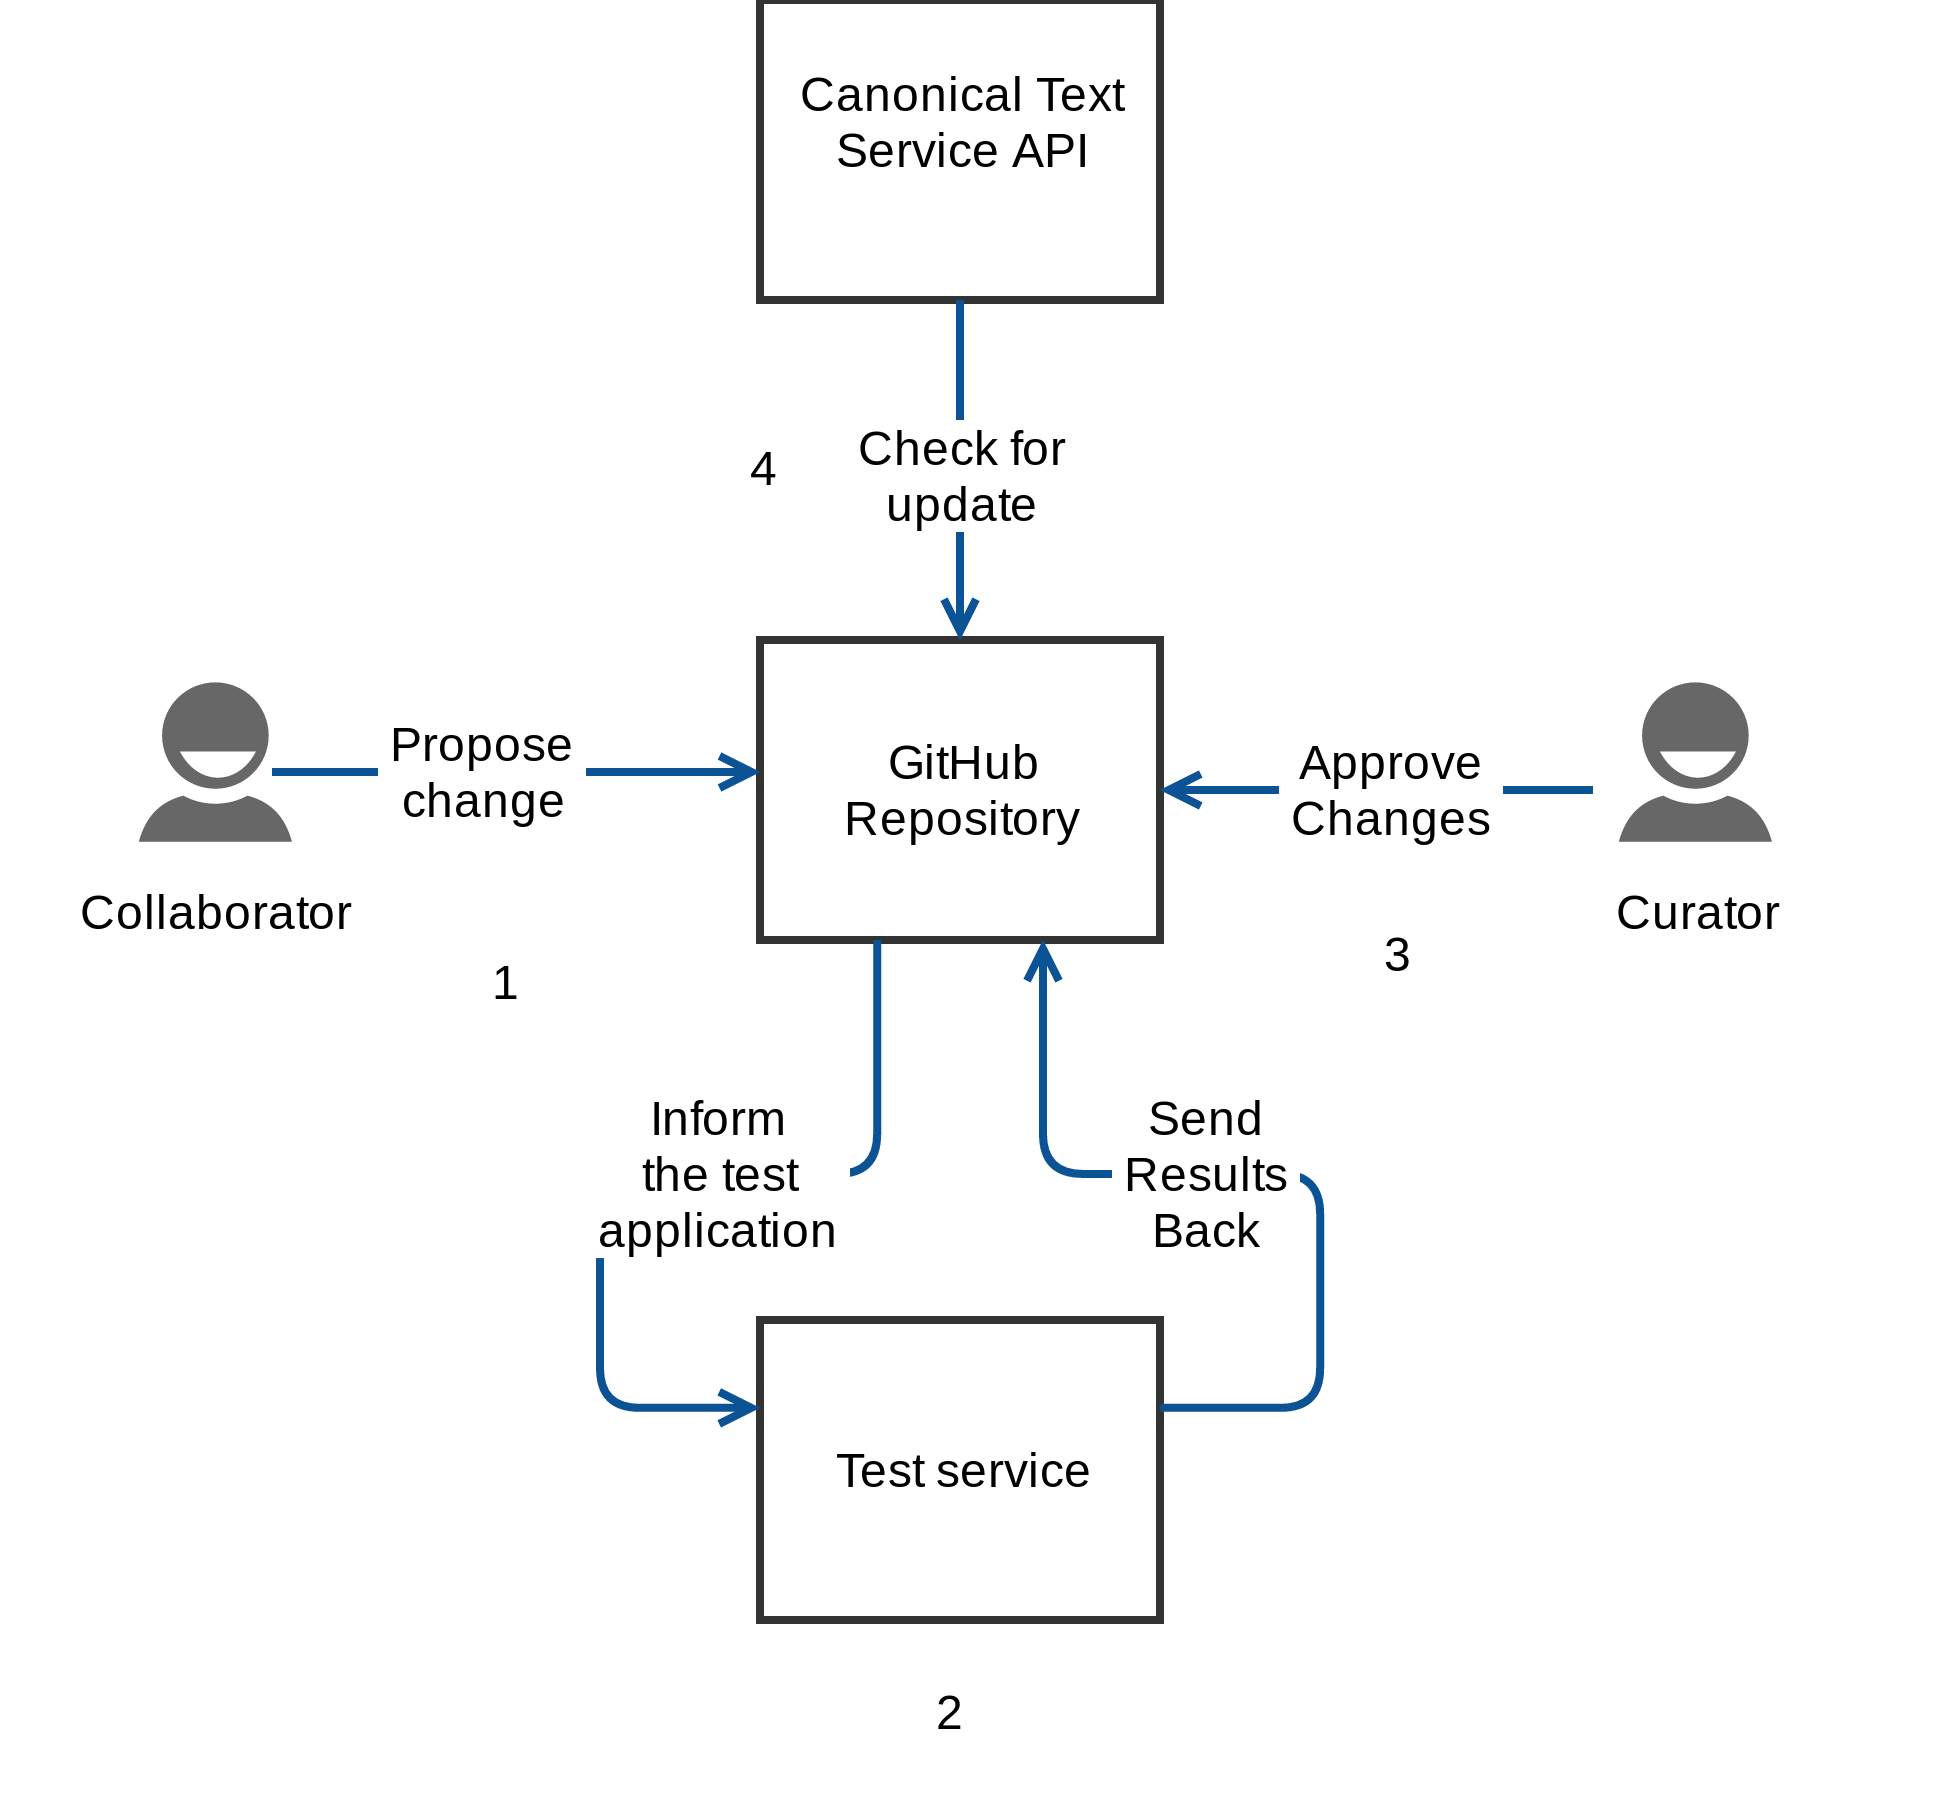 Canonical Text
Service API
4
Check for
update
Propose
change
GitHub
Repository
Approve
Changes
Collaborator
Curator
1
3
Inform
the test
application
Send
Results
Back
Test service
2